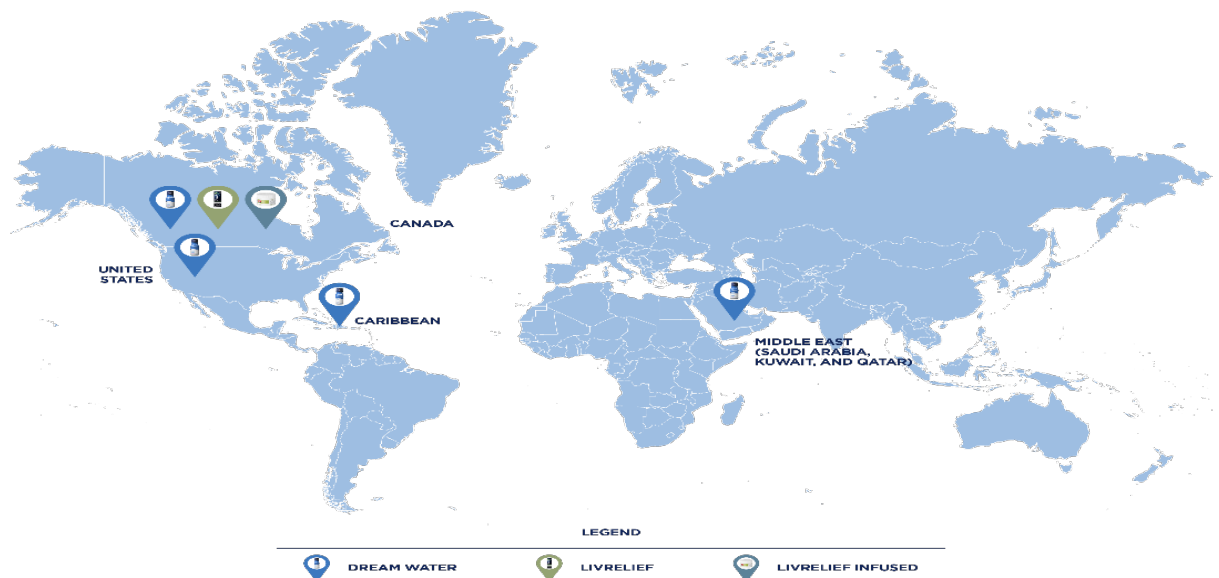 CANADA
UNITED
STATES
CARIBBEAN
MIDDLE EAST
(SAUDI ARABIA,
KUWAIT, AND QATAR)
LEGEND
DREAM WATER
LIVRELIEF
LIVRELIEF INFUSED